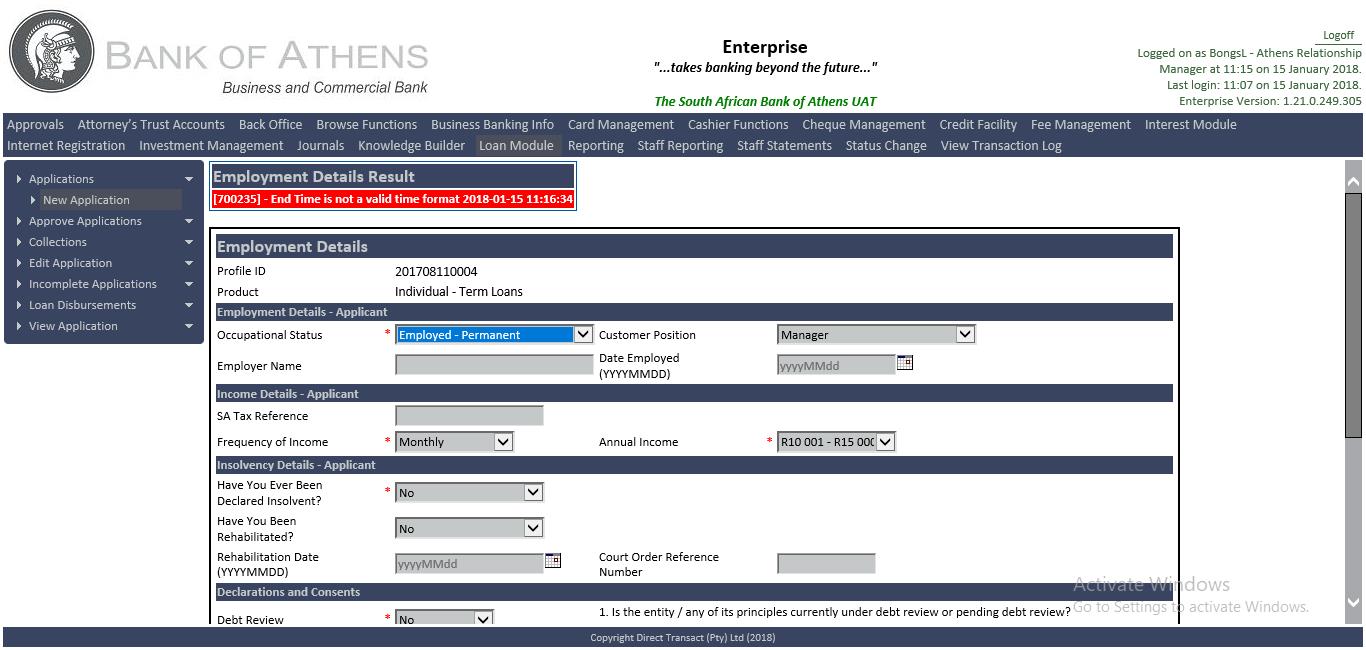 BANK OF ATHENS
Business and Commercial Bank
Enterprise
"...takes banking beyond the future..."
The South African Bank of Athens UAT
Logoff
Logged on as BongsL - Athens Relationship
Manager at 11:15 on 15 January 2018.
Last login: 11:07 on 15 January 2018.
Enterprise Version: 1.21.0.249.305
Approvals Attorney's Trust Accounts Back Office Browse Functions Business Banking Info Card Management Cashier Functions Cheque Management Credit Facility Fee Management Interest Module
Internet Registration Investment Management Journals Knowledge Builder Loan Module Reporting Staff Reporting Staff Statements Status Change View Transaction Log
Applications
New Application
Approve Applications
Collections
Edit Application
Incomplete Applications
Loan Disbursements
View Application
Employment Details Result
[700235] - End Time is not a valid time format 2018-01-15 11:16:34
Employment Details
Profile ID 201708110004
Product Individual - Term Loans
Employment Details - Applicant
Occupational Status * Employed - Permanent Customer Position Manager
Employer Name Date Employed
(YYYYMMDD) yyyyMMdd
Income Details - Applicant
SA Tax Reference
Frequency of Income * Monthly Annual Income * R10 001 - R15 000
Insolvency Details - Applicant
Have You Ever Been
Declared Insolvent? * No
Have You Been
Rehabilitated? No
Rehabilitation Date
(YYYYMMDD) yyyyMMdd Court Order Reference
Number
Declarations and Consents
Debt Review * No 1. Is the entity / any of its principles currently under debt review or pending debt review?
Activate Windows
Go to Settings to activate Windows.
Copyright Direct Transact (Pty) Ltd (2018)